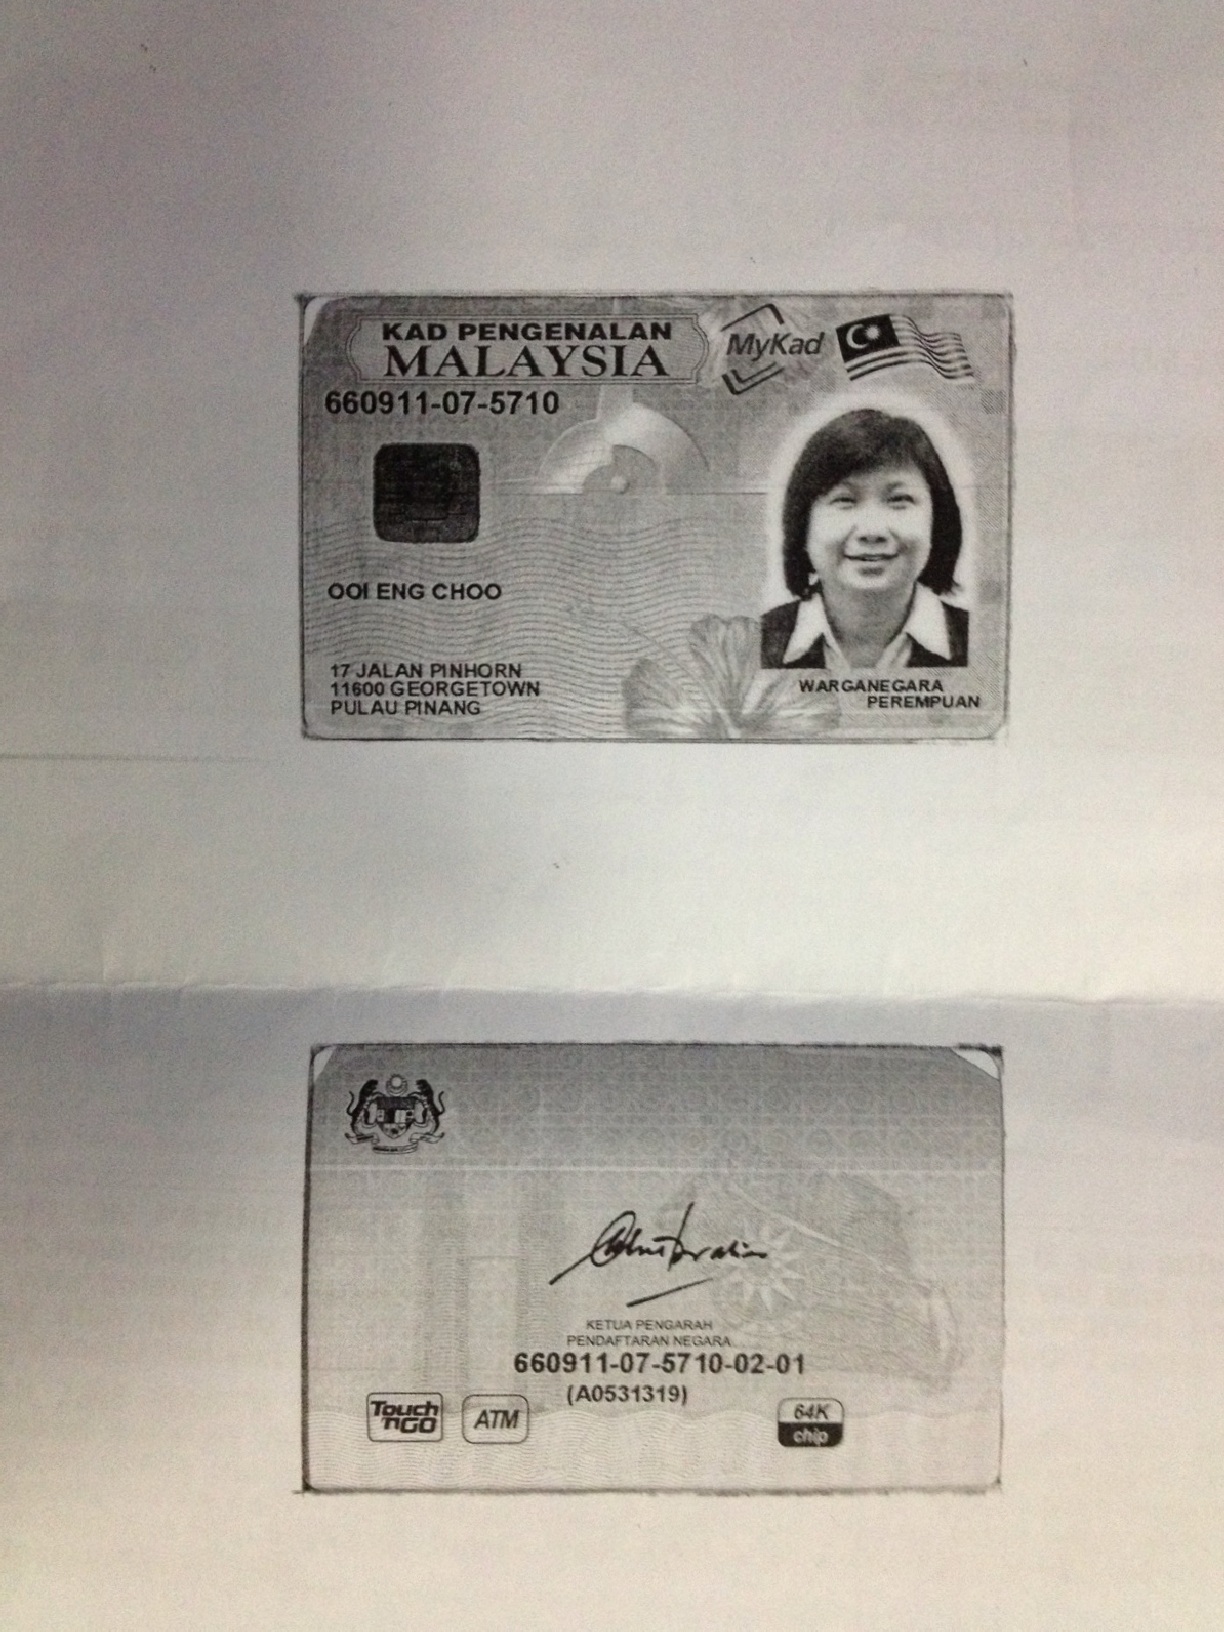 KAD PENGENALAN
MALAYSIA
MyKad
660911-07-5710
OOI ENG CHOO
17 JALAN PINHORN
11600 GEORGETOWN
PULAU PINANG
WARGANEGARA
PEREMPUAN
KETUA PENGARAH
PENDAFTARAN NEGARA
660911-07-5710-02-01
(A0531319)
Touch
'nGO
ATM
64K
chip